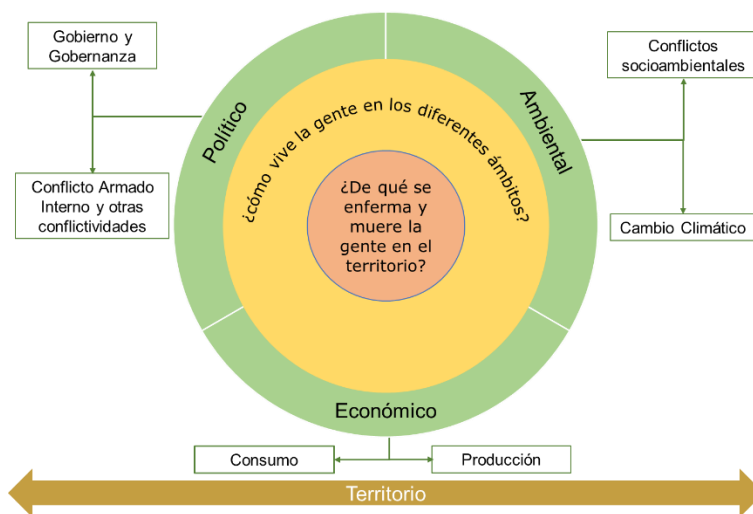 Gobierno y
Gobernanza
Conflicto Armado
Interno y otras
conflictividades
Político
Ambiental
Conflictos
socioambientales
Cambio Climático
¿cómo vive la gente en los diferentes ámbitos?
¿De qué se
enferma y
muere la
gente en el
territorio?
Económico
Consumo
Producción
Territorio